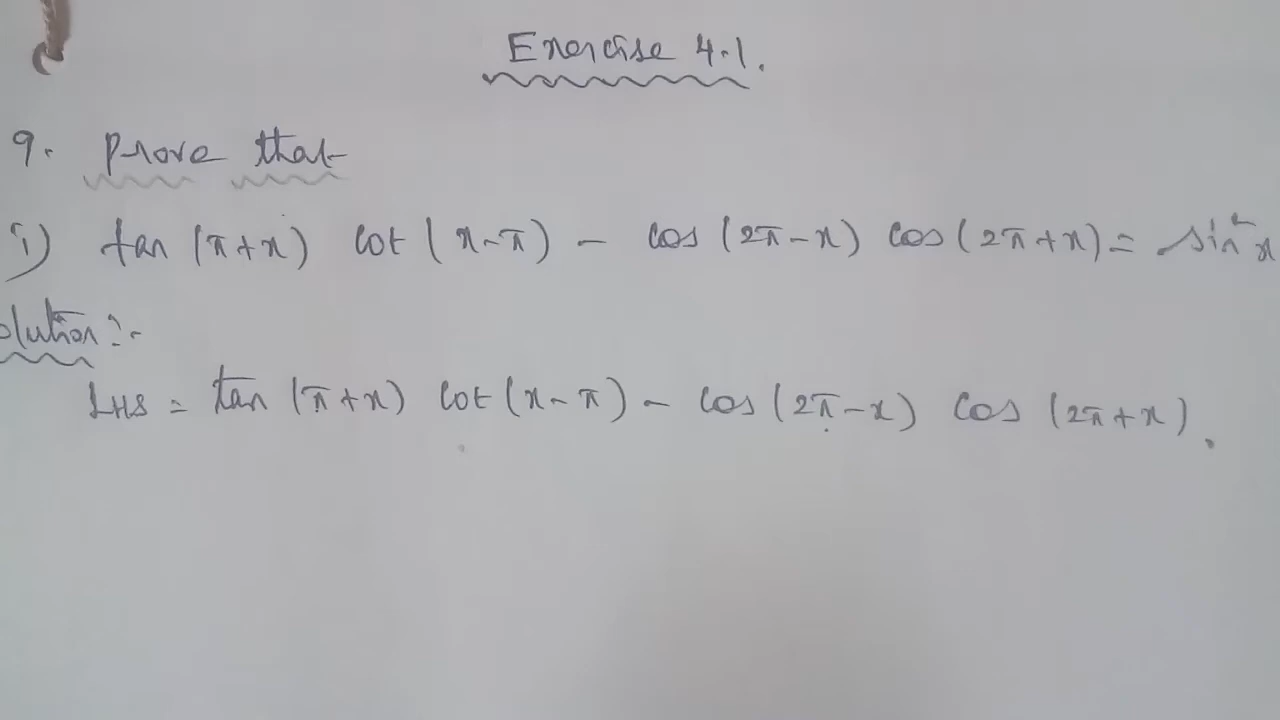 Exercise 4.1.
9. Prove that
i) tan (π+x) cot (x-π) - cos (2π-x) cos (2π+x) = sin²x
olution:-
LHS = tan (π+x) cot (x-π) - cos (2π-x) cos (2π+x).